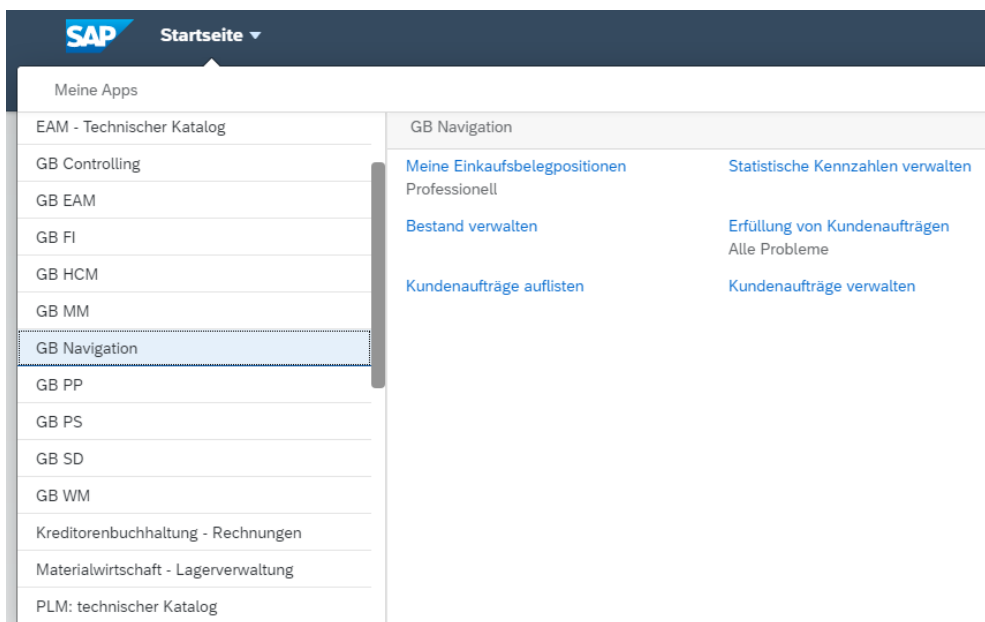 SAP Startseite
Meine Apps
EAM - Technischer Katalog
GB Controlling
GB EAM
GB FI
GB HCM
GB MM
GB Navigation
GB PP
GB PS
GB SD
GB WM
Kreditorenbuchhaltung - Rechnungen
Materialwirtschaft - Lagerverwaltung
PLM: technischer Katalog
GB Navigation
Meine Einkaufsbelegpositionen
Professionell
Statistische Kennzahlen verwalten
Bestand verwalten
Erfüllung von Kundenaufträgen
Alle Probleme
Kundenaufträge auflisten
Kundenaufträge verwalten